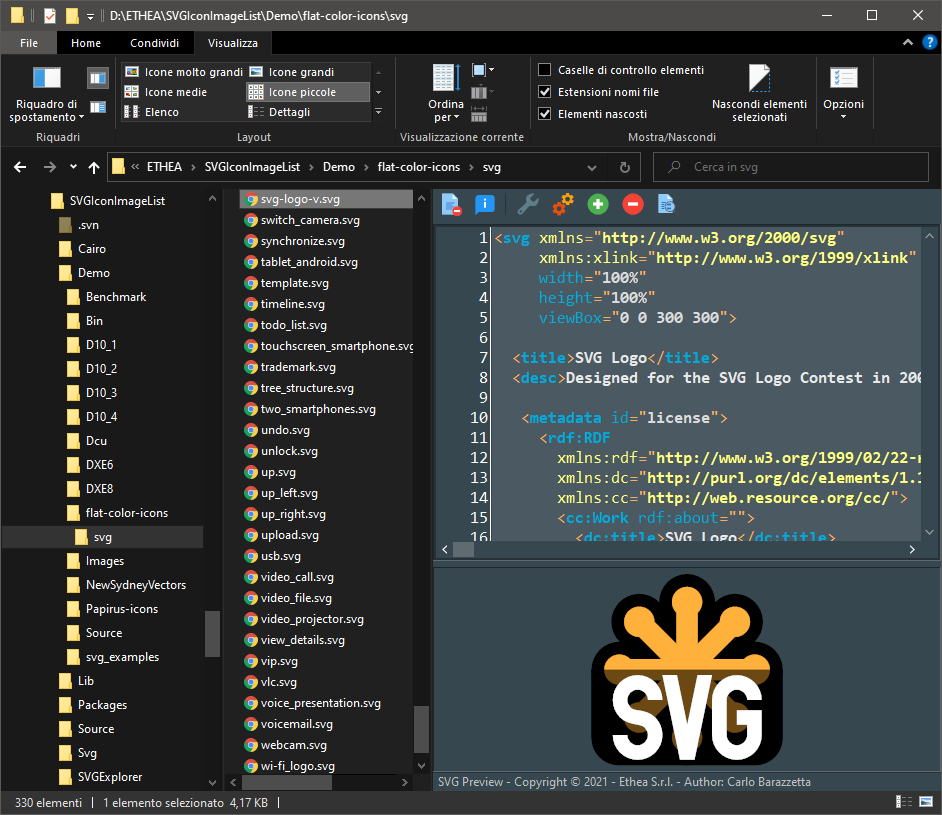 D:\ETHEA\SVGIconImageList\Demo\flat-color-icons\svg
File Home Condividi Visualizza
Riquadro di spostamento
Icone molto grandi Icone grandi
Icone medie Icone piccole
Elenco Dettagli
Ordina per
Caselle di controllo elementi
Estensioni nomi file
Elementi nascosti
Nascondi elementi selezionati
Opzioni
Riquadri Layout Visualizzazione corrente Mostra/Nascondi
« ETHEA › SVGIconImageList › Demo › flat-color-icons › svg
Cerca in svg
SVGIconImageList
.svn
Cairo
Demo
Benchmark
Bin
D10_1
D10_2
D10_3
D10_4
Dcu
DXE6
DXE8
flat-color-icons
svg
Images
NewSydneyVectors
Papirus-icons
Source
svg_examples
Lib
Packages
Source
Svg
SVGExplorer
svg-logo-v.svg
switch_camera.svg
synchronize.svg
tablet_android.svg
template.svg
timeline.svg
todo_list.svg
touchscreen_smartphone.svg
trademark.svg
tree_structure.svg
two_smartphones.svg
undo.svg
unlock.svg
up.svg
up_left.svg
up_right.svg
upload.svg
usb.svg
video_call.svg
video_file.svg
video_projector.svg
view_details.svg
vip.svg
vlc.svg
voice_presentation.svg
voicemail.svg
webcam.svg
wi-fi_logo.svg
1 <svg xmlns="http://www.w3.org/2000/svg"
2 xmlns:xlink="http://www.w3.org/1999/xlink"
3 width="100%"
4 height="100%"
5 viewBox="0 0 300 300">
6
7 <title>SVG Logo</title>
8 <desc>Designed for the SVG Logo Contest in 200
9
10 <metadata id="license">
11 <rdf:RDF
12 xmlns:rdf="http://www.w3.org/1999/02/22-r
13 xmlns:dc="http://purl.org/dc/elements/1.1
14 xmlns:cc="http://web.resource.org/cc/">
15 <cc:Work rdf:about="">
16 <dc:title>SVG Logo</dc:title>
SVG
SVG Preview - Copyright © 2021 - Ethea S.r.l. - Author: Carlo Barazzetta
330 elementi 1 elemento selezionato 4,17 KB